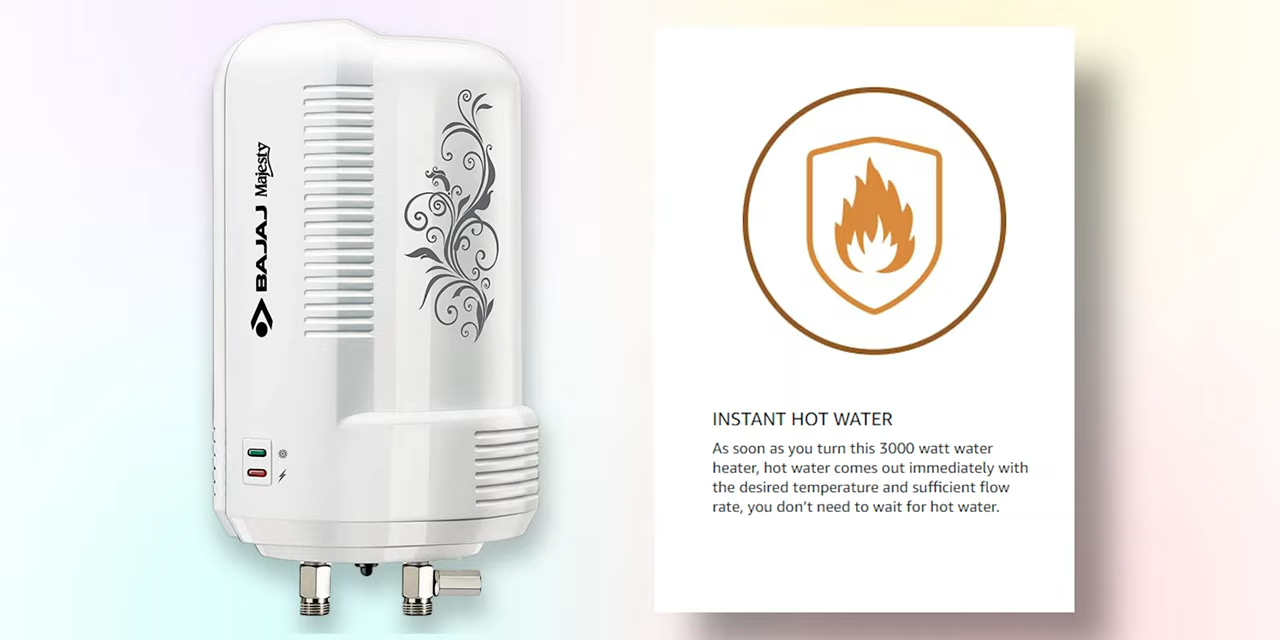 BAJAJ Majesty
INSTANT HOT WATER
As soon as you turn this 3000 watt water
heater, hot water comes out immediately with
the desired temperature and sufficient flow
rate, you don't need to wait for hot water.